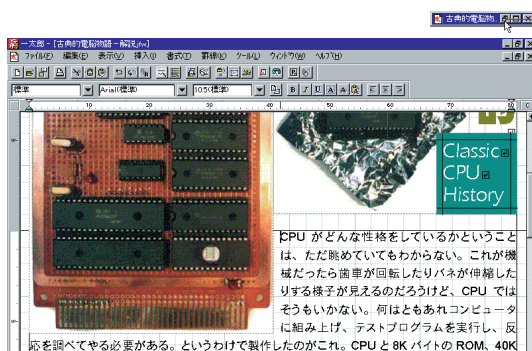 古典的電脳物..
一太郎 - [古典的電脳物語 - 解説.jfw]
ファイル(F) 編集(E) 表示(V) 挿入(I) 書式(T) 罫線(K) ツール(L) ウィンドウ(W) ヘルプ(H)
標準 Arial(標準) 10.5(標準) B I U A A
10 20 30 40 50 60 70 80
Classic
CPU
History
CPU がどんな性格をしているかということ
は、ただ眺めていてもわからない。これが機
械だったら歯車が回転したりバネが伸縮した
りする様子が見えるのだろうけど、CPU では
そうもいかない。何はともあれコンピュータ
に組み上げ、テストプログラムを実行し、反
応を調べてやる必要がある。というわけで製作したのがこれ。CPU と 8K バイトの ROM、40K